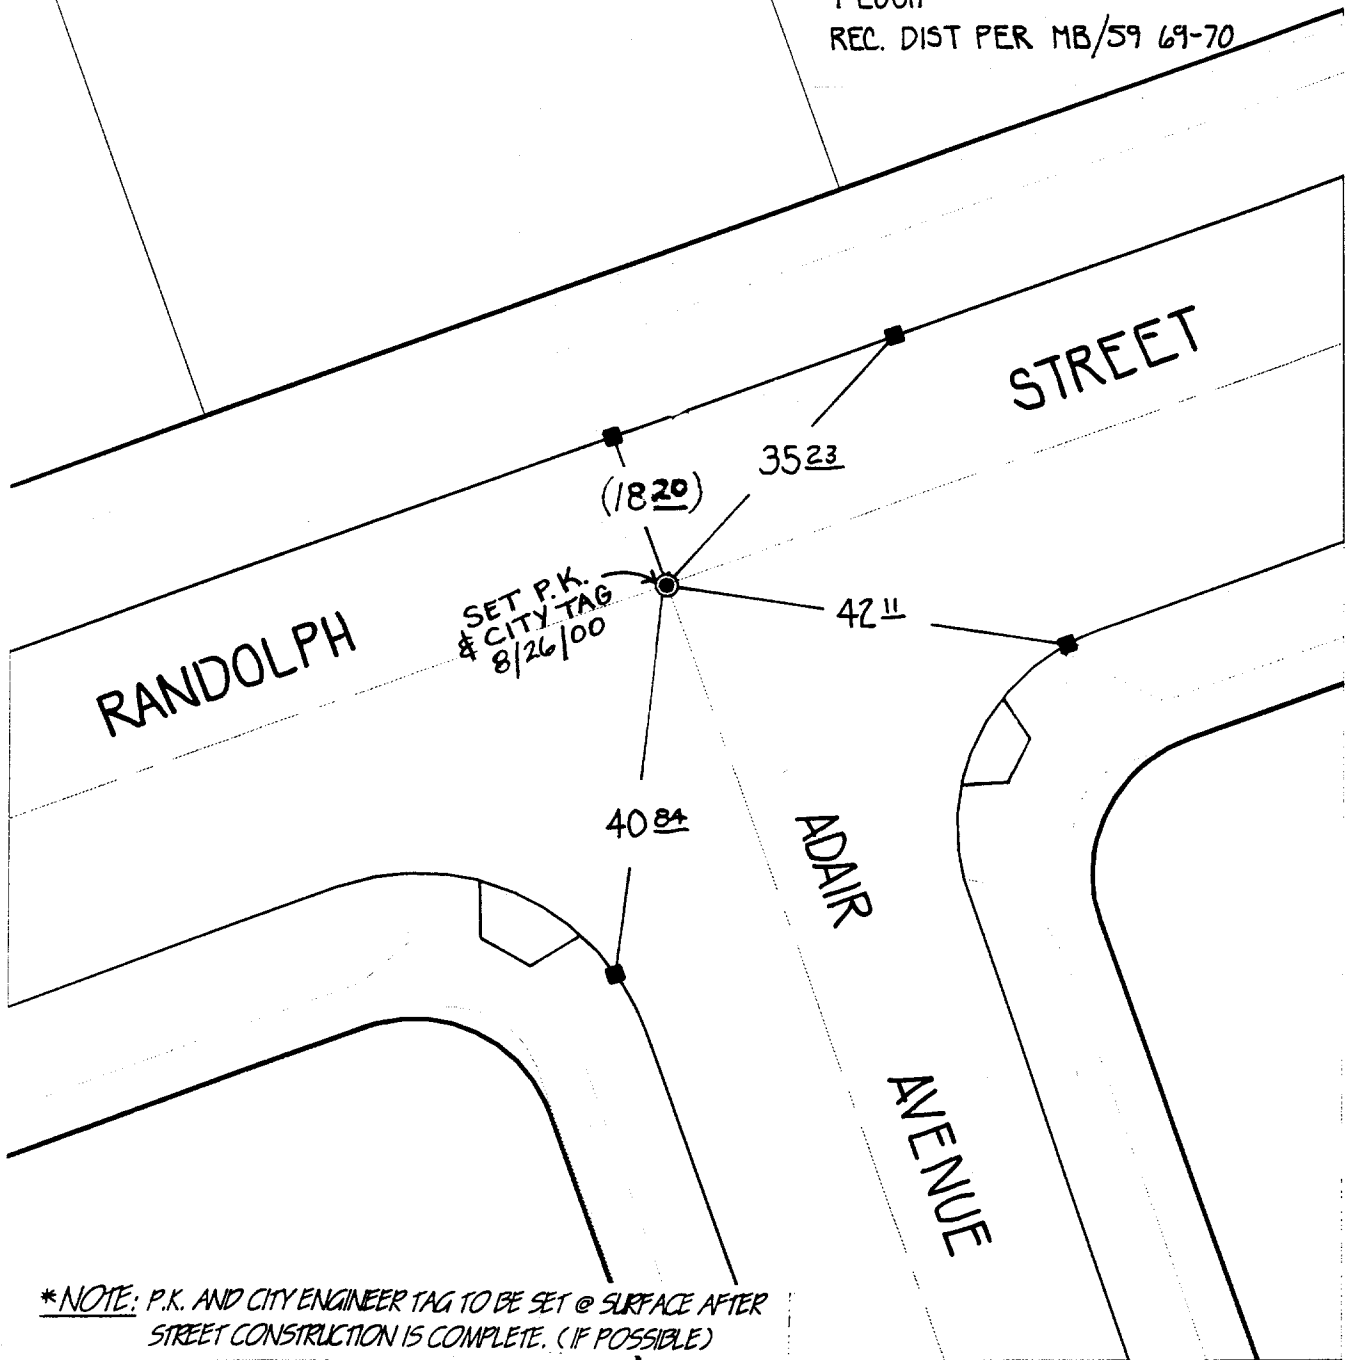 REC. DIST PER MB/59 69-70
STREET
35 23
(18 20)
SET P.K.
& CITY TAG
8/26/00
42 11
RANDOLPH
40 84
ADAIR
AVENUE
*NOTE: P.K. AND CITY ENGINEER TAG TO BE SET @ SURFACE AFTER
STREET CONSTRUCTION IS COMPLETE. (IF POSSIBLE)